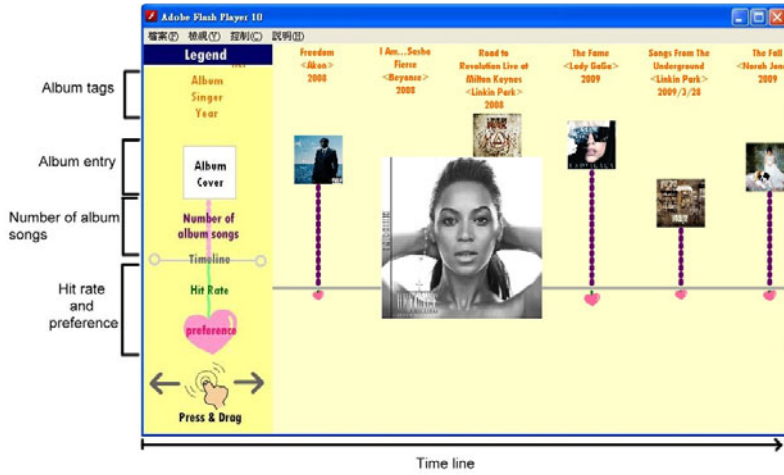 Adobe Flash Player 10
檔案(F) 檢視(V) 控制(C) 說明(H)
Legend
Album
Singer
Year
Album
Cover
Number of
album songs
Timeline
Hit Rate
preference
Press & Drag
Freedom
<Akon>
2008
I Am...Sasha
Fierce
<Beyonce>
2008
Road to
Revolution Live at
Milton Keynes
<Linkin Park>
2008
The Fame
<Lady GaGa>
2009
Songs From The
Underground
<Linkin Park>
2009/3/28
The Fall
<Norah Jone
2009
Album tags
Album entry
Number of album
songs
Hit rate
and
preference
Time line